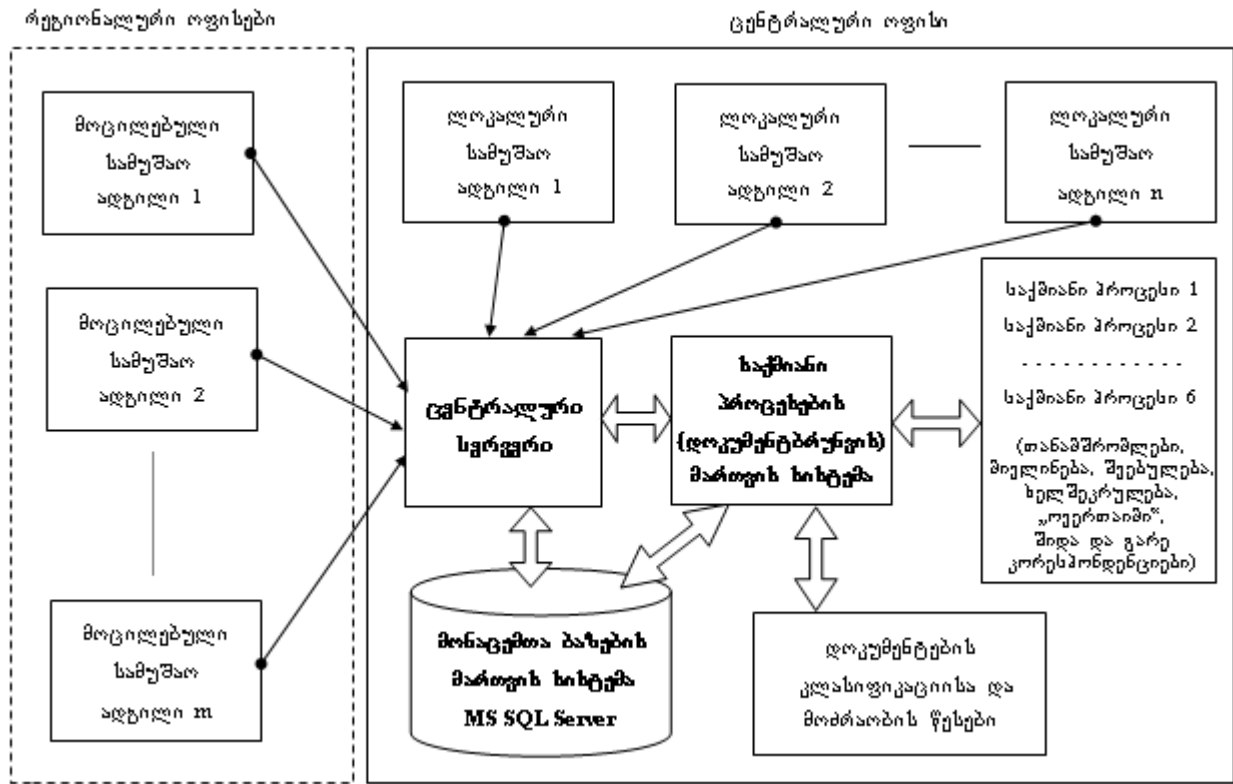 რეგიონალური ოფისები
ცენტრალური ოფისი
მოცილებული
სამუშაო
ადგილი 1
მოცილებული
სამუშაო
ადგილი 2
მოცილებული
სამუშაო
ადგილი m
ლოკალური
სამუშაო
ადგილი 1
ლოკალური
სამუშაო
ადგილი 2
ლოკალური
სამუშაო
ადგილი n
ცენტრალური
სერვერი
საქმიანი
პროცესების
(დოკუმენტბრუნვის)
მართვის სისტემა
საქმიანი პროცესი 1
საქმიანი პროცესი 2
- - - - - - - - - - - -
საქმიანი პროცესი 6
(თანამშრომლები,
მივლინება, შვებულება,
ხელშეკრულება,
„ოვერთაიმი“,
შიდა და გარე
კორესპონდენციები)
მონაცემთა ბაზების
მართვის სისტემა
MS SQL Server
დოკუმენტების
კლასიფიკაციისა და
მოძრაობის წესები